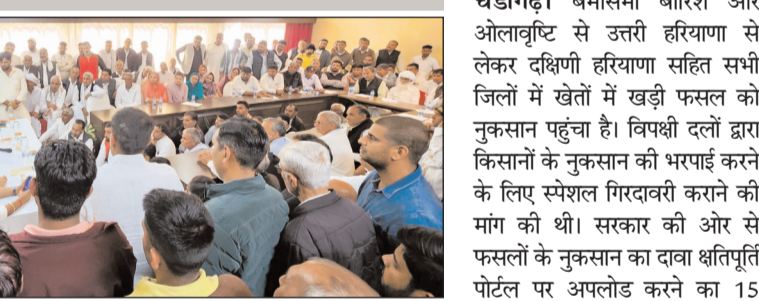 चंडीगढ़। बेमौसमी बारिश और
ओलावृष्टि से उत्तरी हरियाणा से
लेकर दक्षिणी हरियाणा सहित सभी
जिलों में खेतों में खड़ी फसल को
नुकसान पहुंचा है। विपक्षी दलों द्वारा
किसानों के नुकसान की भरपाई करने
के लिए स्पेशल गिरदावरी कराने की
मांग की थी। सरकार की ओर से
फसलों के नुकसान का दावा क्षतिपूर्ति
पोर्टल पर अपलोड करने का 15